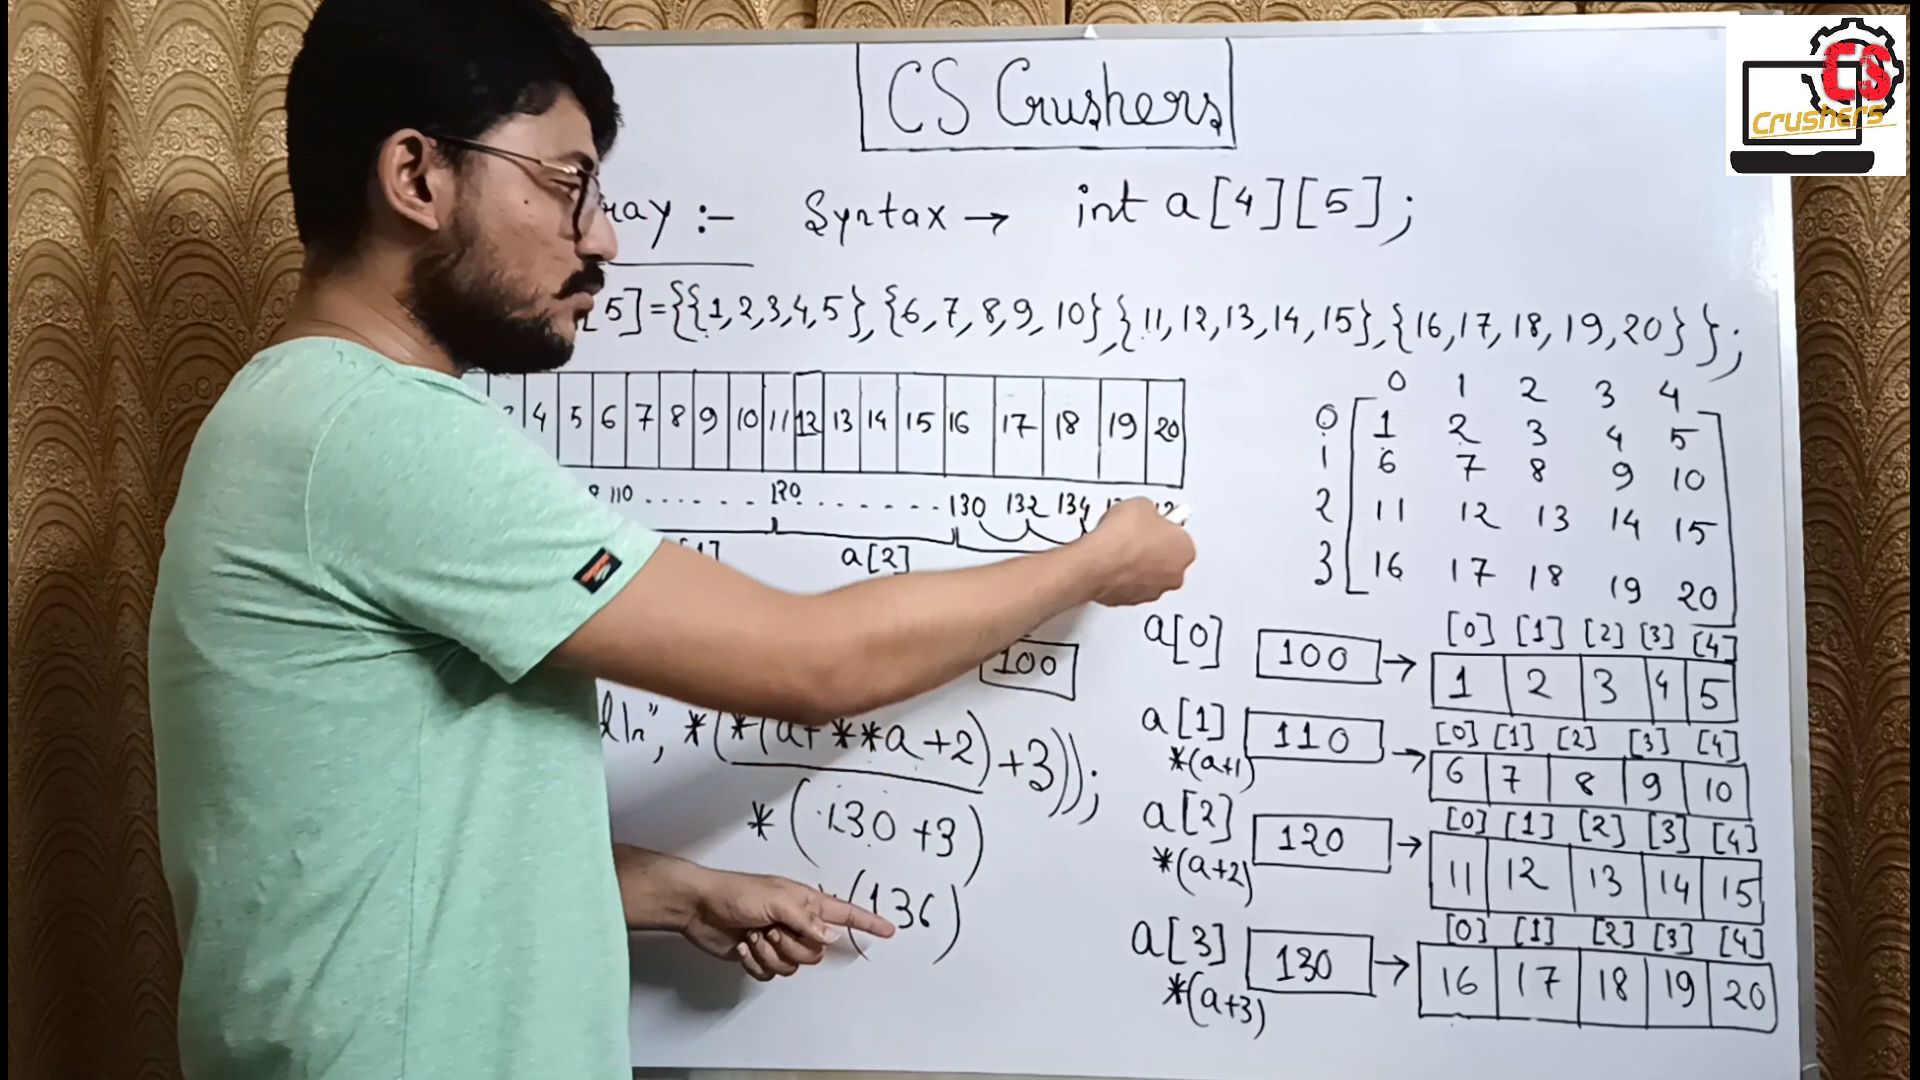 CS Crushers
CS
Crushers
:- Syntax → int a[4][5];
5]={{1,2,3,4,5},{6,7,8,9,10},{11,12,13,14,15},{16,17,18,19,20}};
4 5 6 7 8 9 10 11 12 13 14 15 16 17 18 19 20
110 ...... 120 ....... 130 132 134
a[2]
0 1 2 3 4
0 1 2 3 4 5
1 6 7 8 9 10
2 11 12 13 14 15
3 16 17 18 19 20
100
\n", *(*(a+**a+2)+3));
*(130+3)
(136)
[0] [1] [2] [3] [4]
a[0] 100 → 1 2 3 4 5
[0] [1] [2] [3] [4]
a[1] 110 → 6 7 8 9 10
*(a+1)
[0] [1] [2] [3] [4]
a[2] 120 → 11 12 13 14 15
*(a+2)
[0] [1] [2] [3] [4]
a[3] 130 → 16 17 18 19 20
*(a+3)